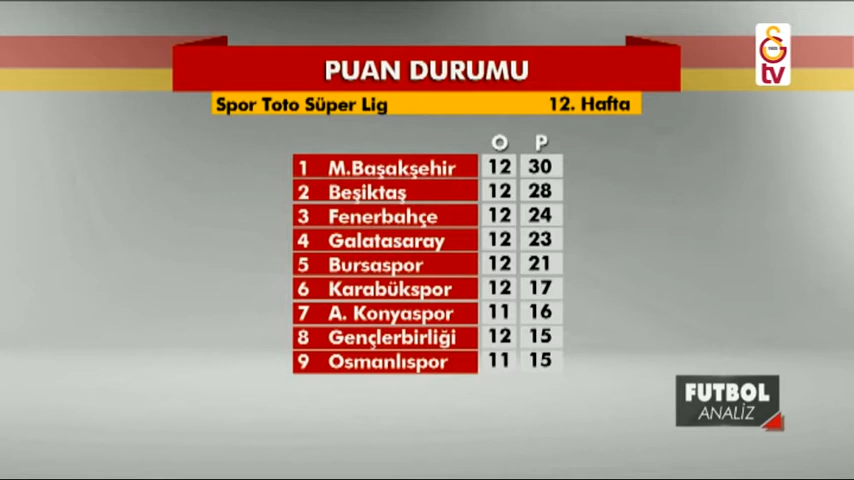 PUAN DURUMU
tv
Spor Toto Süper Lig 12. Hafta
O P
1 M.Başakşehir 12 30
2 Beşiktaş 12 28
3 Fenerbahçe 12 24
4 Galatasaray 12 23
5 Bursaspor 12 21
6 Karabükspor 12 17
7 A. Konyaspor 11 16
8 Gençlerbirliği 12 15
9 Osmanlıspor 11 15
FUTBOL
ANALİZ